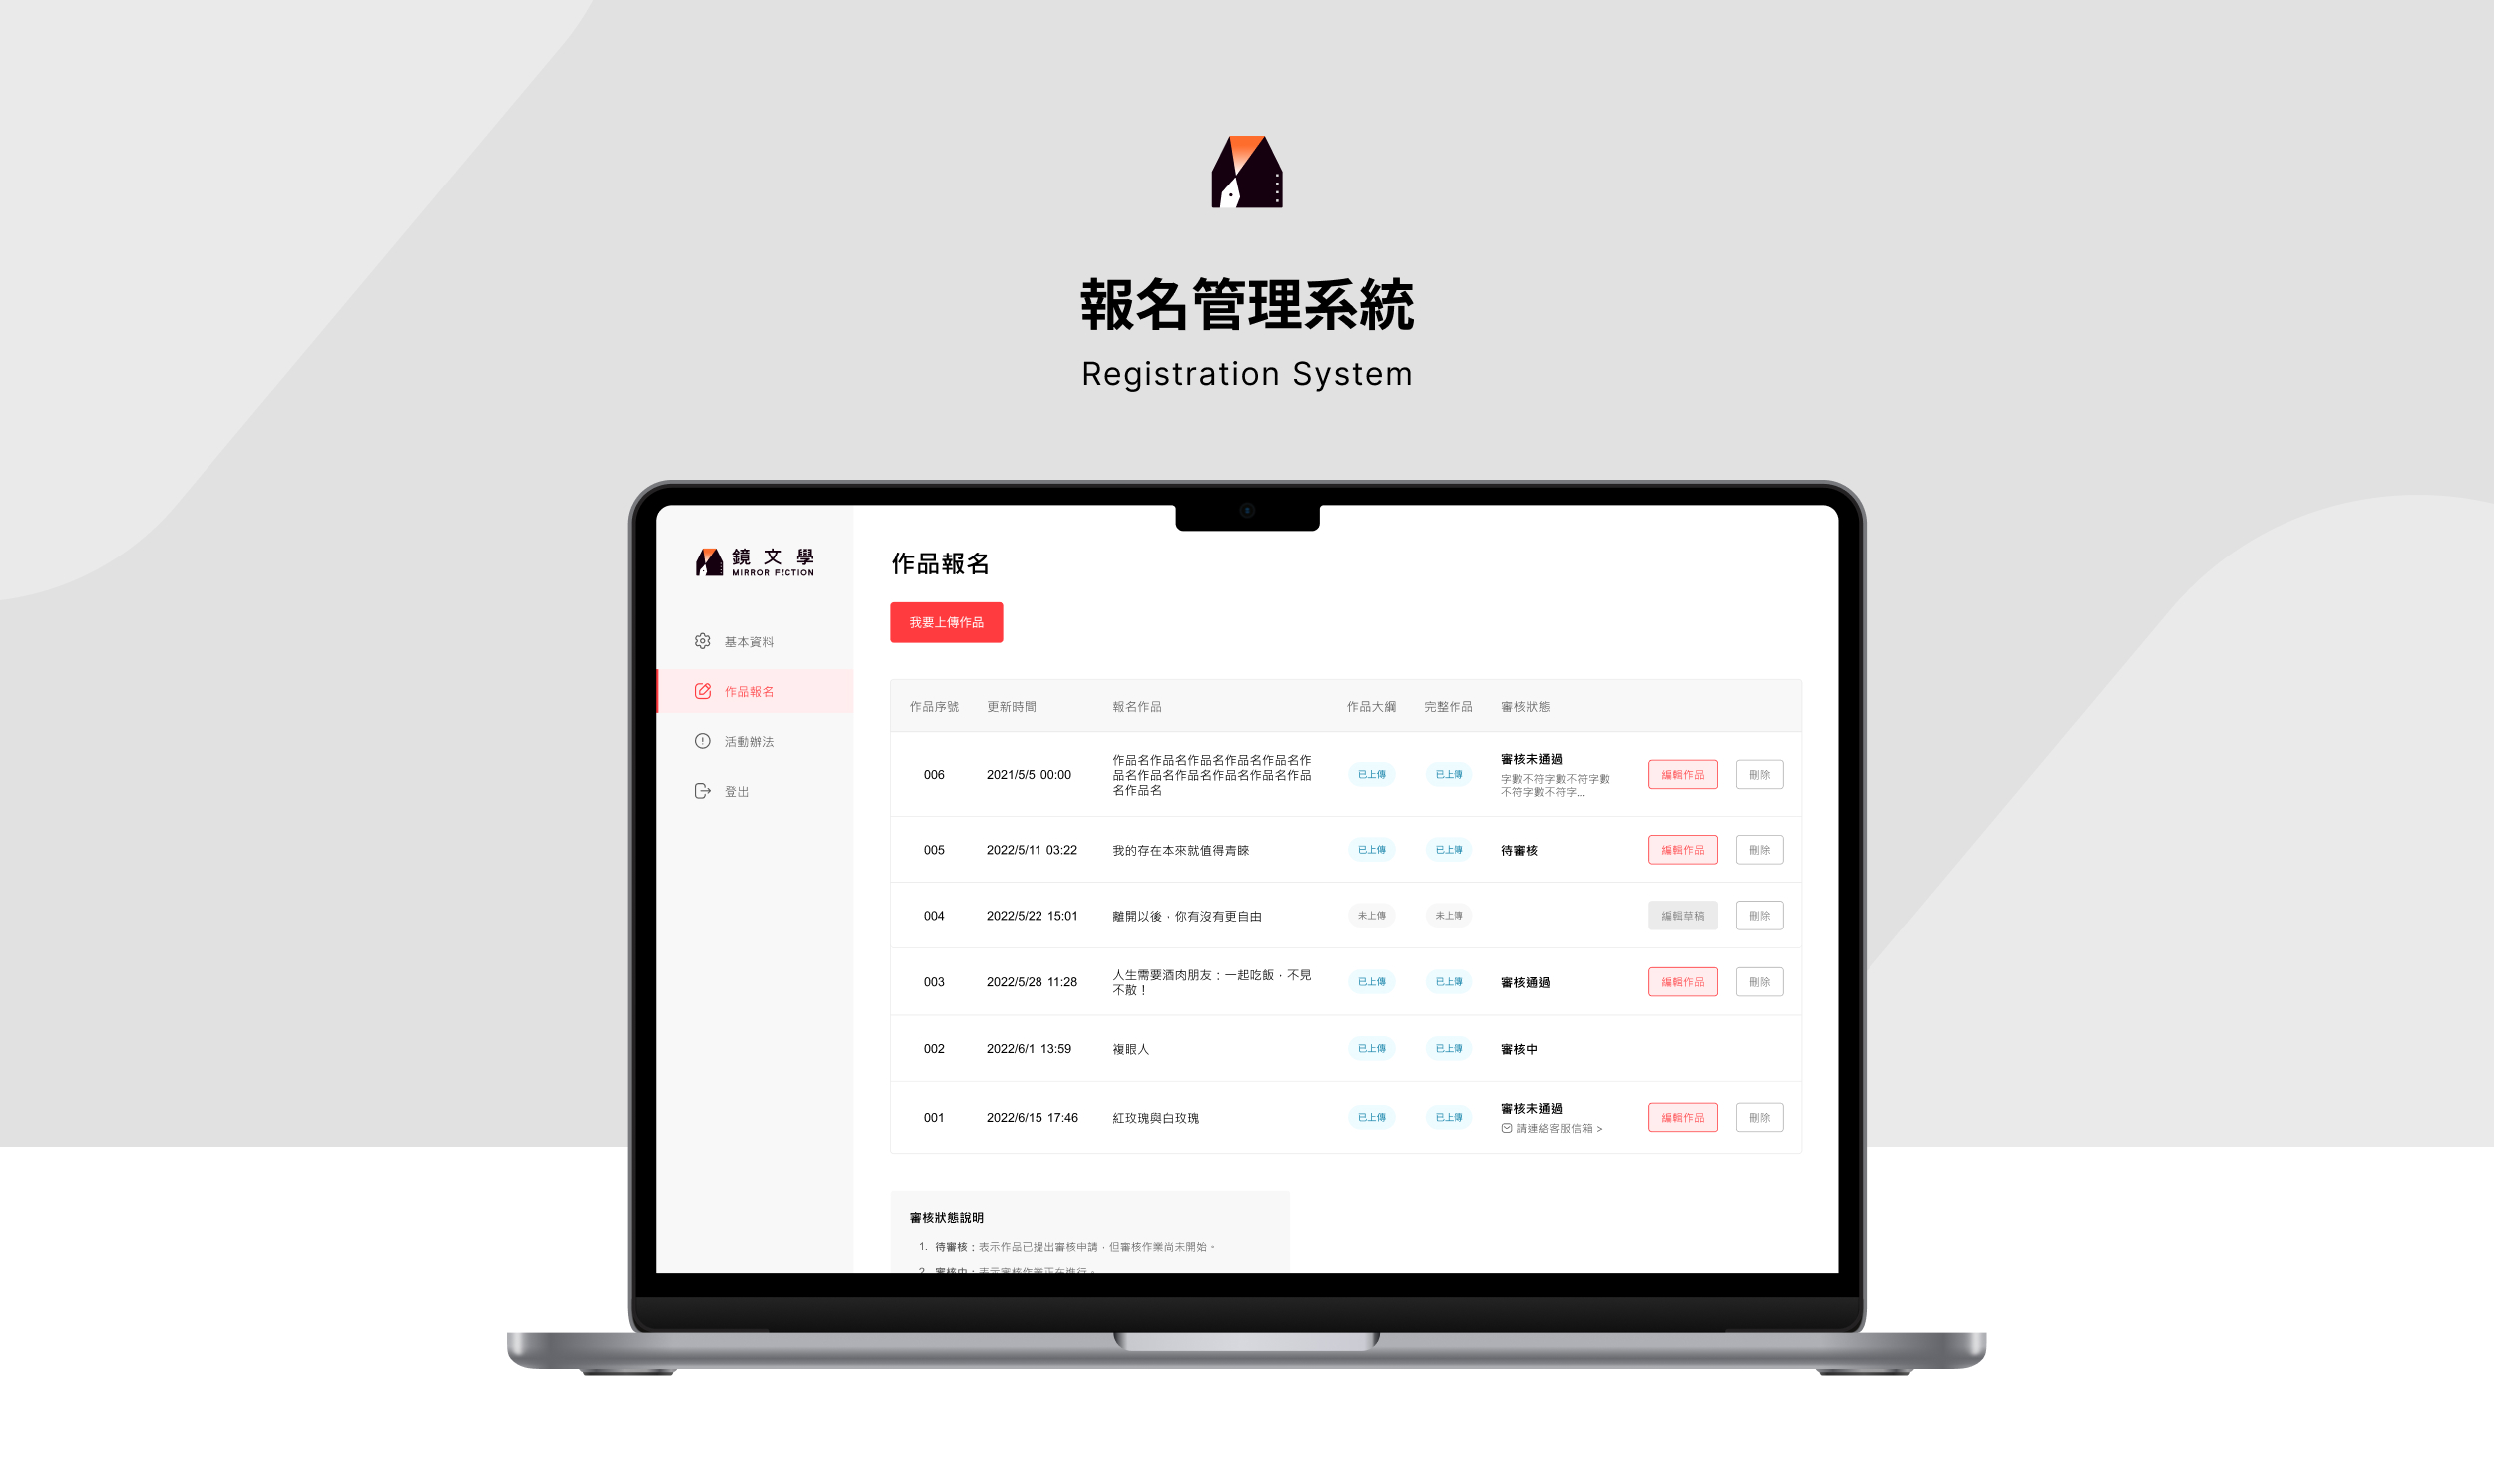 報名管理系統
Registration System
鏡文學
MIRROR FICTION
基本資料
作品報名
活動辦法
登出
作品報名
我要上傳作品
作品序號 更新時間 報名作品 作品大綱 完整作品 審核狀態
006 2021/5/5 00:00 作品名作品名作品名作品名作品名作 已上傳 已上傳 審核未通過 編輯作品 刪除
品名作品名作品名作品名作品名作品 字數不符字數不符字數
名作品名 不符字數不符字...
005 2022/5/11 03:22 我的存在本來就值得青睞 已上傳 已上傳 待審核 編輯作品 刪除
004 2022/5/22 15:01 離開以後，你有沒有更自由 未上傳 未上傳 編輯草稿 刪除
003 2022/5/28 11:28 人生需要酒肉朋友：一起吃飯，不見 已上傳 已上傳 審核通過 編輯作品 刪除
不散！
002 2022/6/1 13:59 複眼人 已上傳 已上傳 審核中
001 2022/6/15 17:46 紅玫瑰與白玫瑰 已上傳 已上傳 審核未通過 編輯作品 刪除
請連絡客服信箱 >
審核狀態說明
1. 待審核：表示作品已提出審核申請，但審核作業尚未開始。
2. 審核中：表示審核作業正在進行。